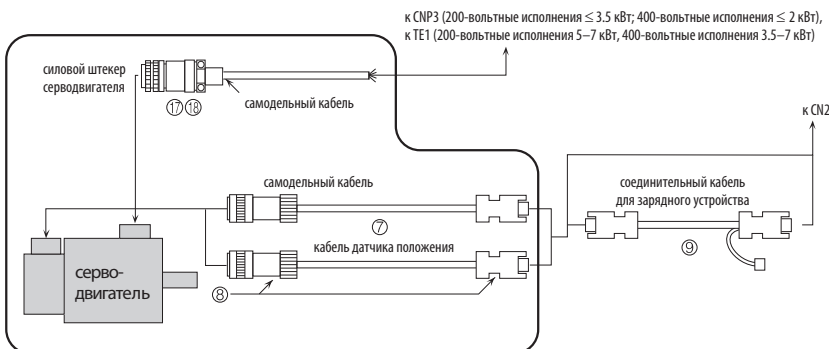 к CNP3 (200-вольтные исполнения ≤ 3.5 кВт; 400-вольтные исполнения ≤ 2 кВт),
к TE1 (200-вольтные исполнения 5–7 кВт, 400-вольтные исполнения 3.5–7 кВт)
силовой штекер
серводвигателя
⑰ ⑱
самодельный кабель
к CN2
самодельный кабель
соединительный кабель
для зарядного устройства
⑦
кабель датчика положения
⑨
серво-
двигатель
⑧